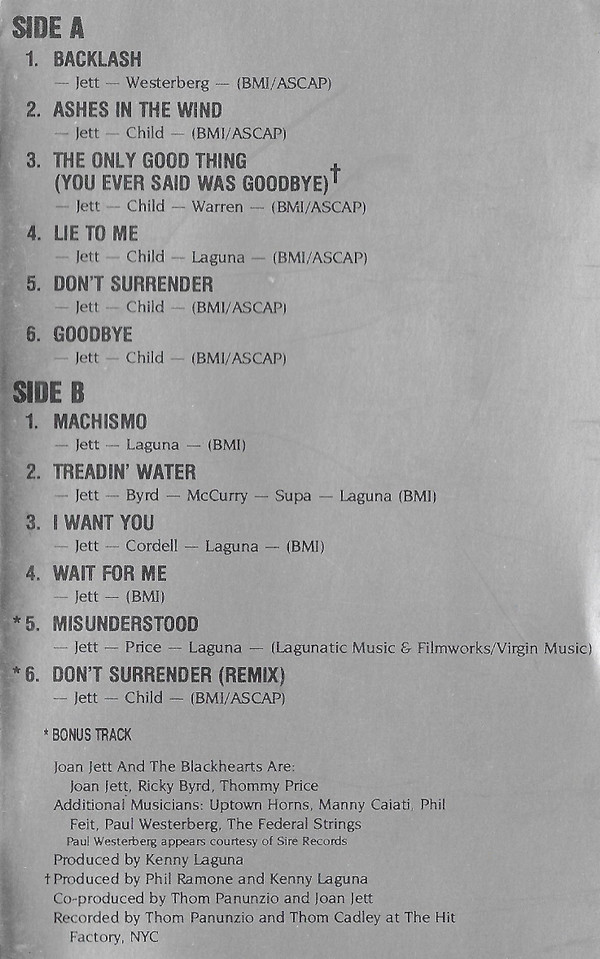 SIDE A
1. BACKLASH
— Jett — Westerberg — (BMI/ASCAP)
2. ASHES IN THE WIND
— Jett — Child — (BMI/ASCAP)
3. THE ONLY GOOD THING
(YOU EVER SAID WAS GOODBYE)†
— Jett — Child — Warren — (BMI/ASCAP)
4. LIE TO ME
— Jett — Child — Laguna — (BMI/ASCAP)
5. DON'T SURRENDER
— Jett — Child — (BMI/ASCAP)
6. GOODBYE
— Jett — Child — (BMI/ASCAP)
SIDE B
1. MACHISMO
— Jett — Laguna — (BMI)
2. TREADIN' WATER
— Jett — Byrd — McCurry — Supa — Laguna (BMI)
3. I WANT YOU
— Jett — Cordell — Laguna — (BMI)
4. WAIT FOR ME
— Jett — (BMI)
* 5. MISUNDERSTOOD
— Jett — Price — Laguna — (Lagunatic Music & Filmworks/Virgin Music)
* 6. DON'T SURRENDER (REMIX)
— Jett — Child — (BMI/ASCAP)
* BONUS TRACK
Joan Jett And The Blackhearts Are:
Joan Jett, Ricky Byrd, Thommy Price
Additional Musicians: Uptown Horns, Manny Caiati, Phil
Feit, Paul Westerberg, The Federal Strings
Paul Westerberg appears courtesy of Sire Records
Produced by Kenny Laguna
† Produced by Phil Ramone and Kenny Laguna
Co-produced by Thom Panunzio and Joan Jett
Recorded by Thom Panunzio and Thom Cadley at The Hit
Factory, NYC